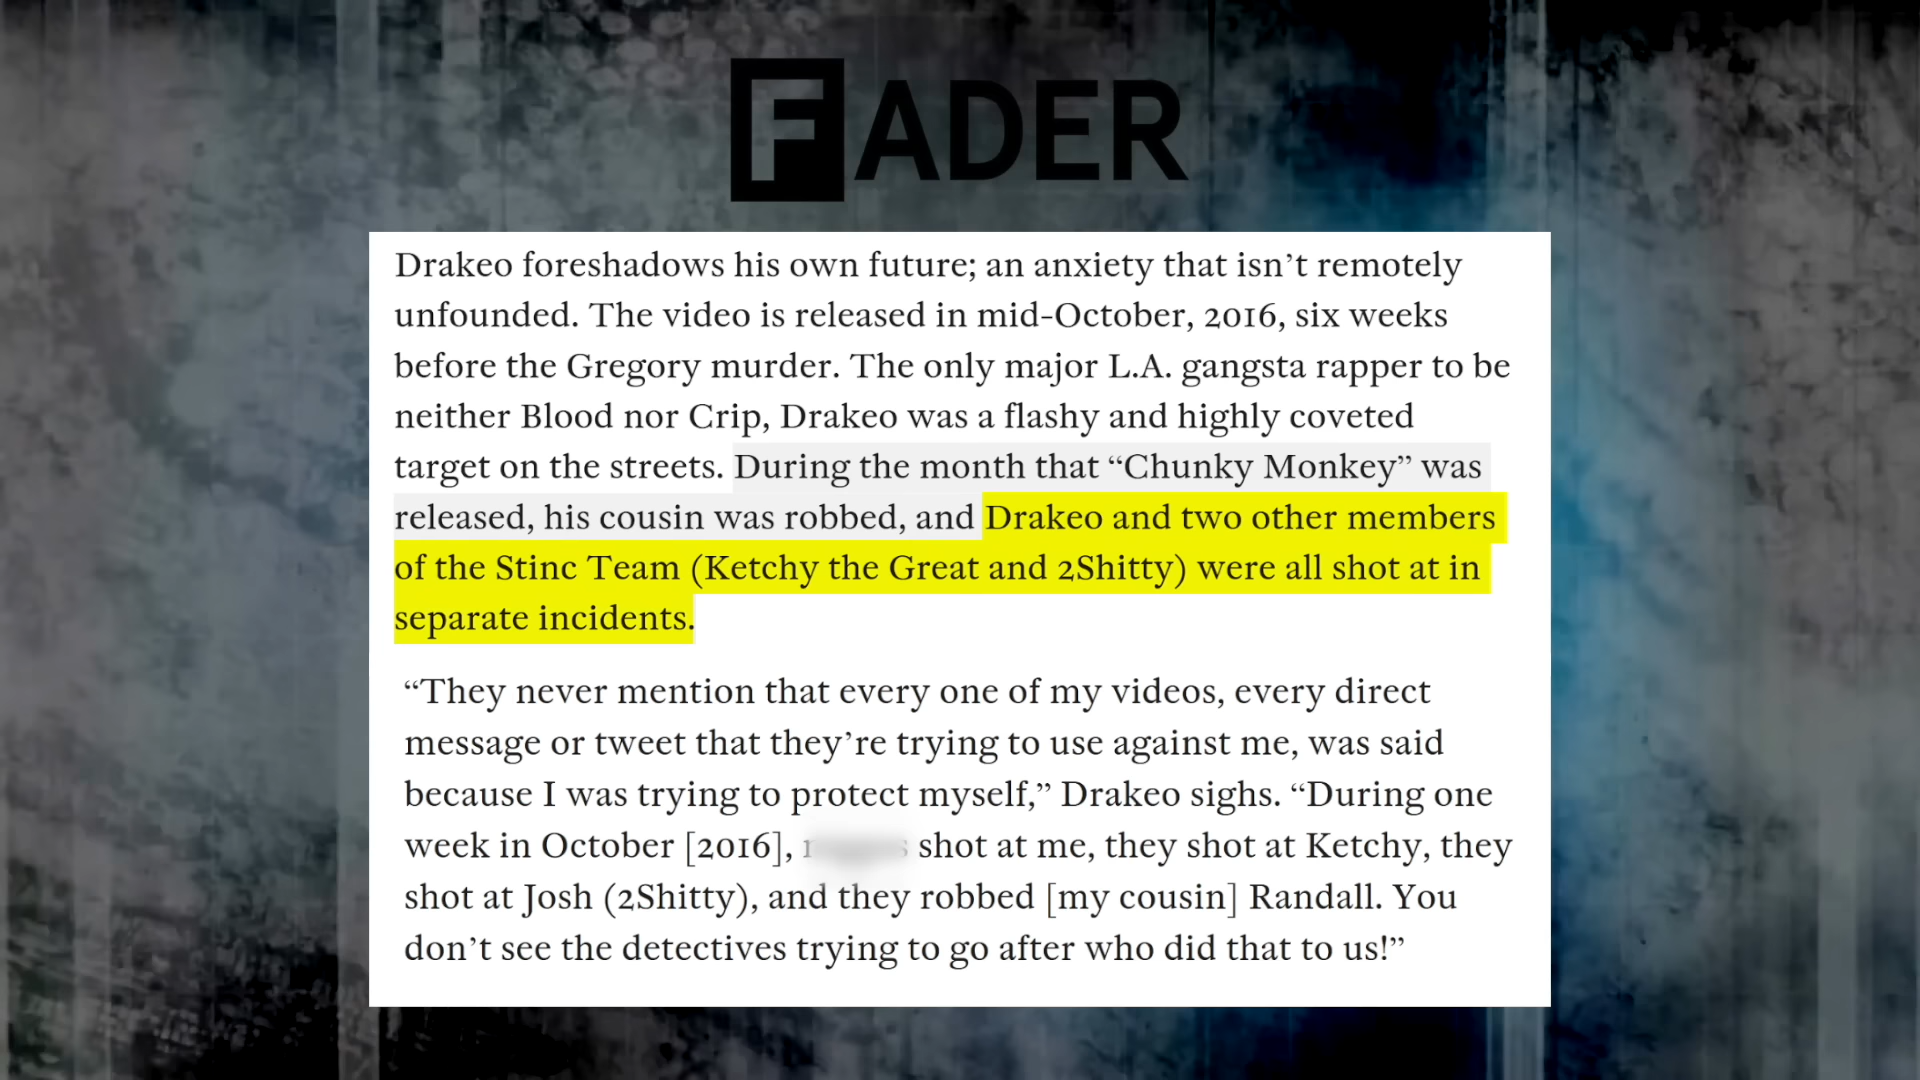 FADER
Drakeo foreshadows his own future; an anxiety that isn’t remotely
unfounded. The video is released in mid-October, 2016, six weeks
before the Gregory murder. The only major L.A. gangsta rapper to be
neither Blood nor Crip, Drakeo was a flashy and highly coveted
target on the streets. During the month that “Chunky Monkey” was
released, his cousin was robbed, and Drakeo and two other members
of the Stinc Team (Ketchy the Great and 2Shitty) were all shot at in
separate incidents.
“They never mention that every one of my videos, every direct
message or tweet that they’re trying to use against me, was said
because I was trying to protect myself,” Drakeo sighs. “During one
week in October [2016], shot at me, they shot at Ketchy, they
shot at Josh (2Shitty), and they robbed [my cousin] Randall. You
don’t see the detectives trying to go after who did that to us!”